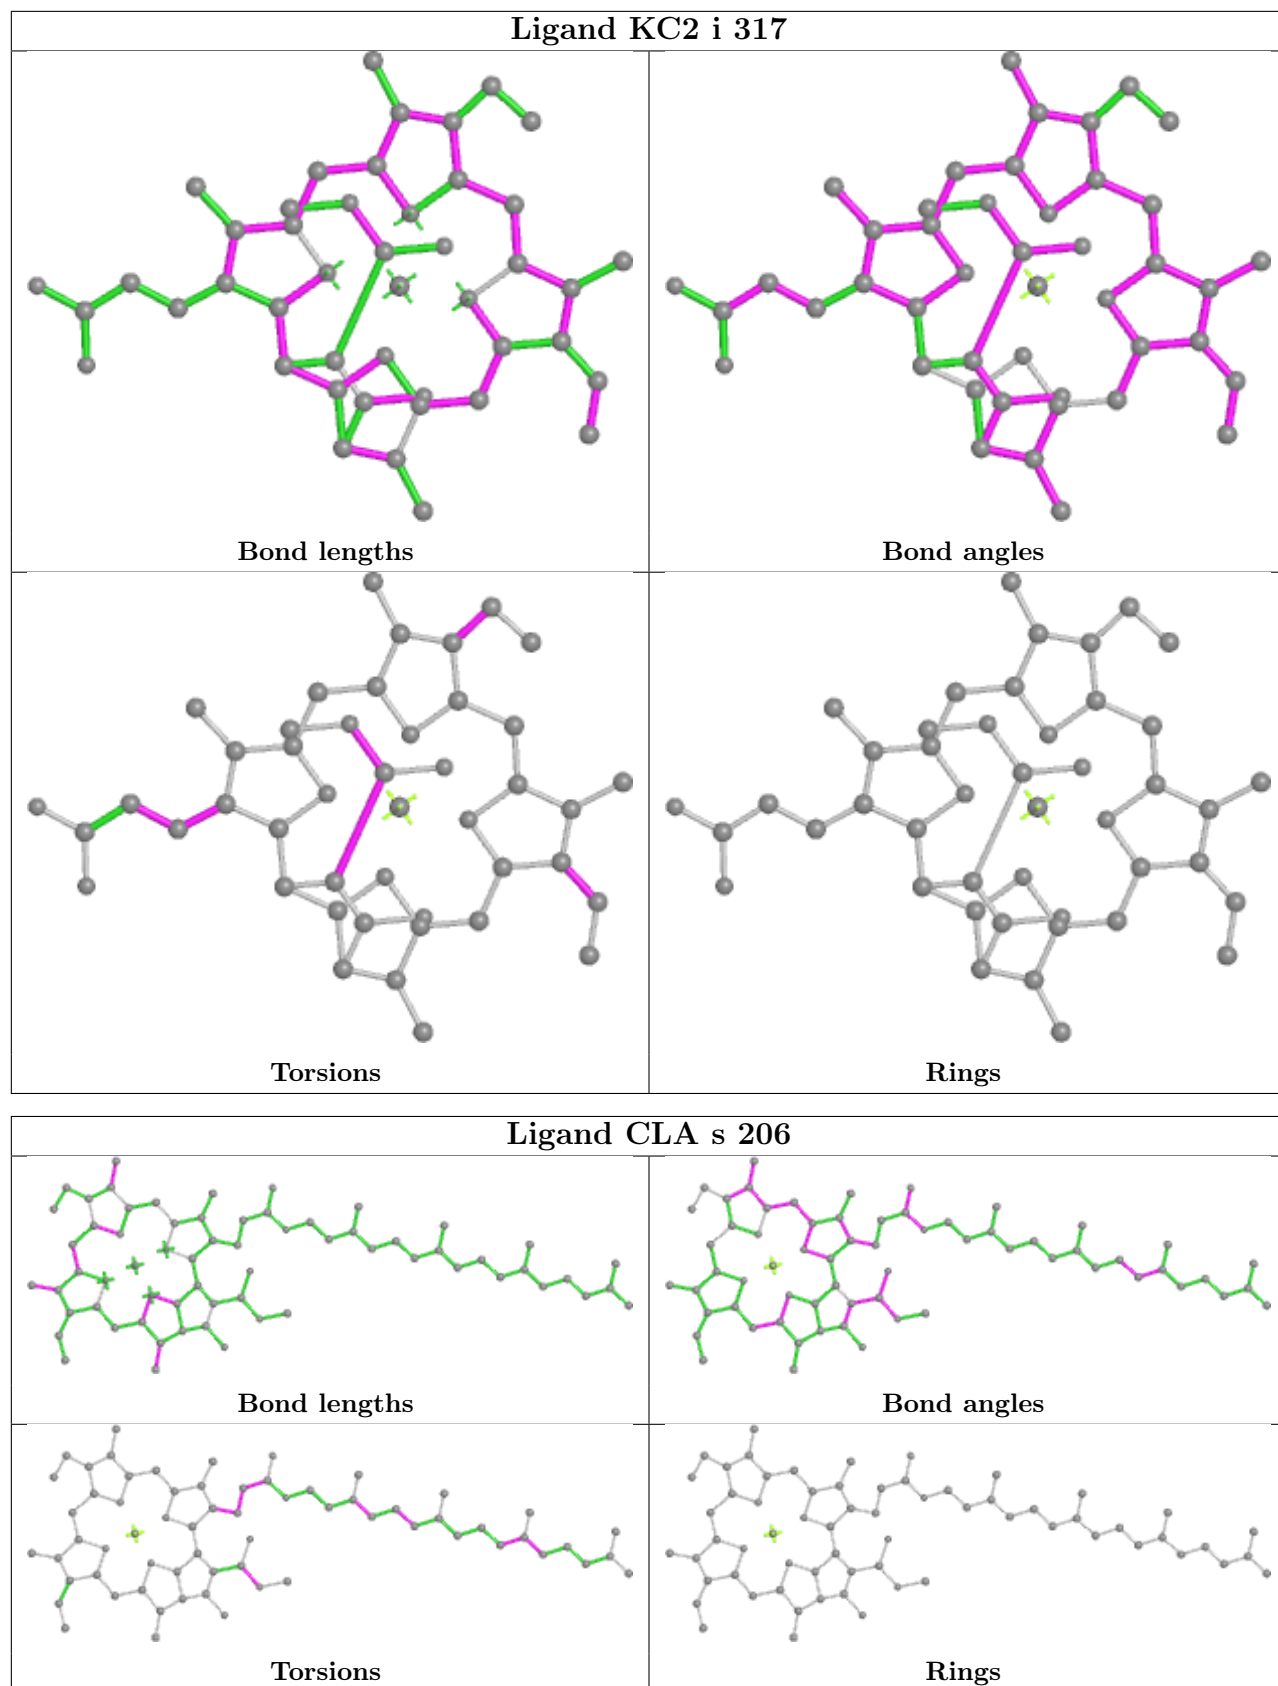 Ligand KC2 i 317
Bond lengths
Bond angles
Torsions
Rings
Ligand CLA s 206
Bond lengths
Bond angles
Torsions
Rings